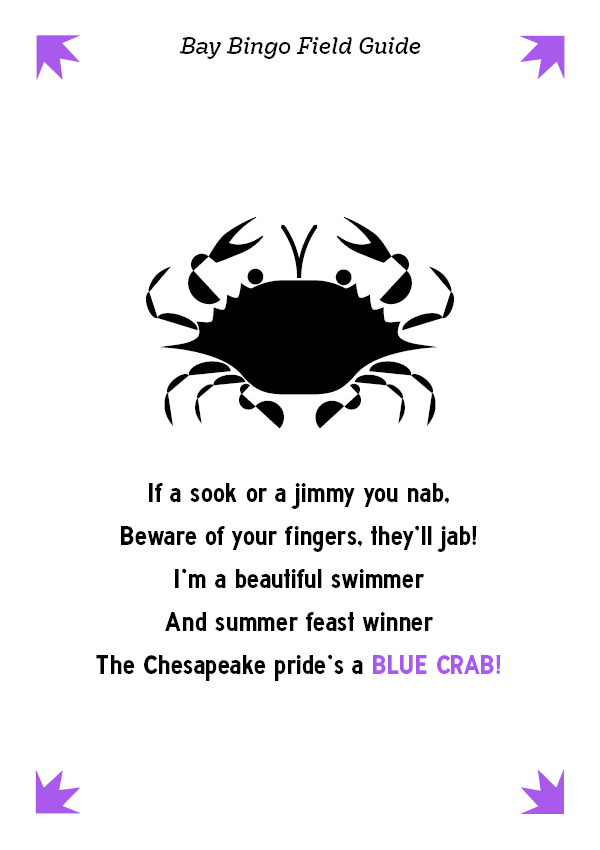 Bay Bingo Field Guide
If a sook or a jimmy you nab,
Beware of your fingers, they'll jab!
I'm a beautiful swimmer
And summer feast winner
The Chesapeake pride's a BLUE CRAB!